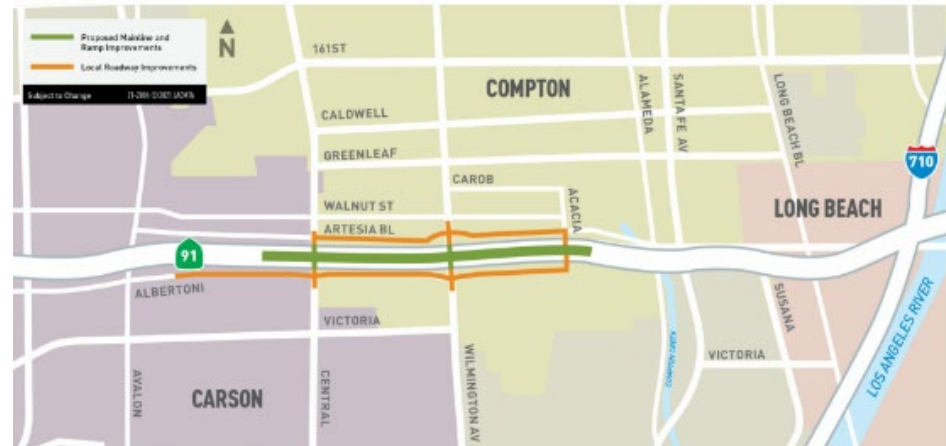 Proposed Mainline and
Ramp Improvements
Local Roadway Improvements
Subject to Change
N
161ST
COMPTON
CALDWELL
GREENLEAF
CAROB
WALNUT ST
ARTESIA BL
ACACIA
ALAMEDA
SANTA FE AV
LONG BEACH BL
710
LONG BEACH
91
ALBERTONI
VICTORIA
AVALON
CARSON
CENTRAL
WILMINGTON AV
SUSANA
VICTORIA
LOS ANGELES RIVER